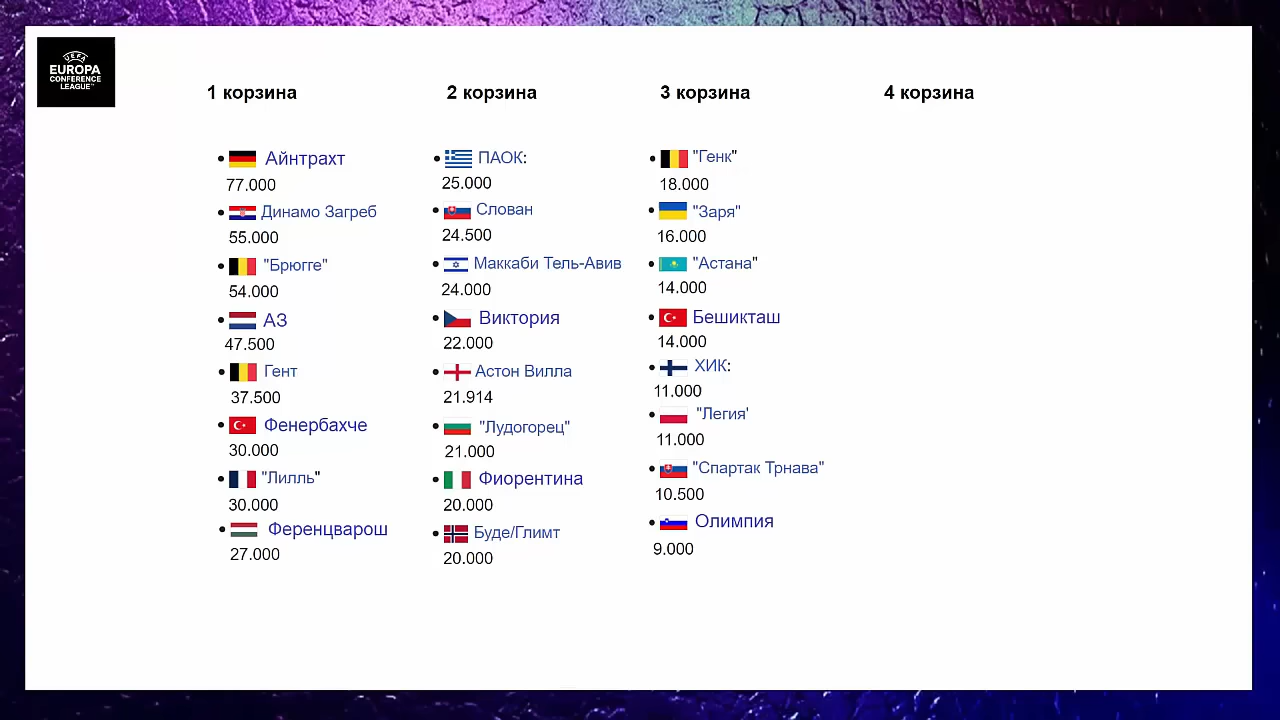 UEFA
EUROPA
CONFERENCE
LEAGUE™
1 корзина
Айнтрахт
77.000
Динамо Загреб
55.000
"Брюгге"
54.000
АЗ
47.500
Гент
37.500
Фенербахче
30.000
"Лилль"
30.000
Ференцварош
27.000
2 корзина
ПАОК:
25.000
Слован
24.500
Маккаби Тель-Авив
24.000
Виктория
22.000
Астон Вилла
21.914
"Лудогорец"
21.000
Фиорентина
20.000
Буде/Глимт
20.000
3 корзина
"Генк"
18.000
"Заря"
16.000
"Астана"
14.000
Бешикташ
14.000
ХИК:
11.000
"Легия'
11.000
"Спартак Трнава"
10.500
Олимпия
9.000
4 корзина